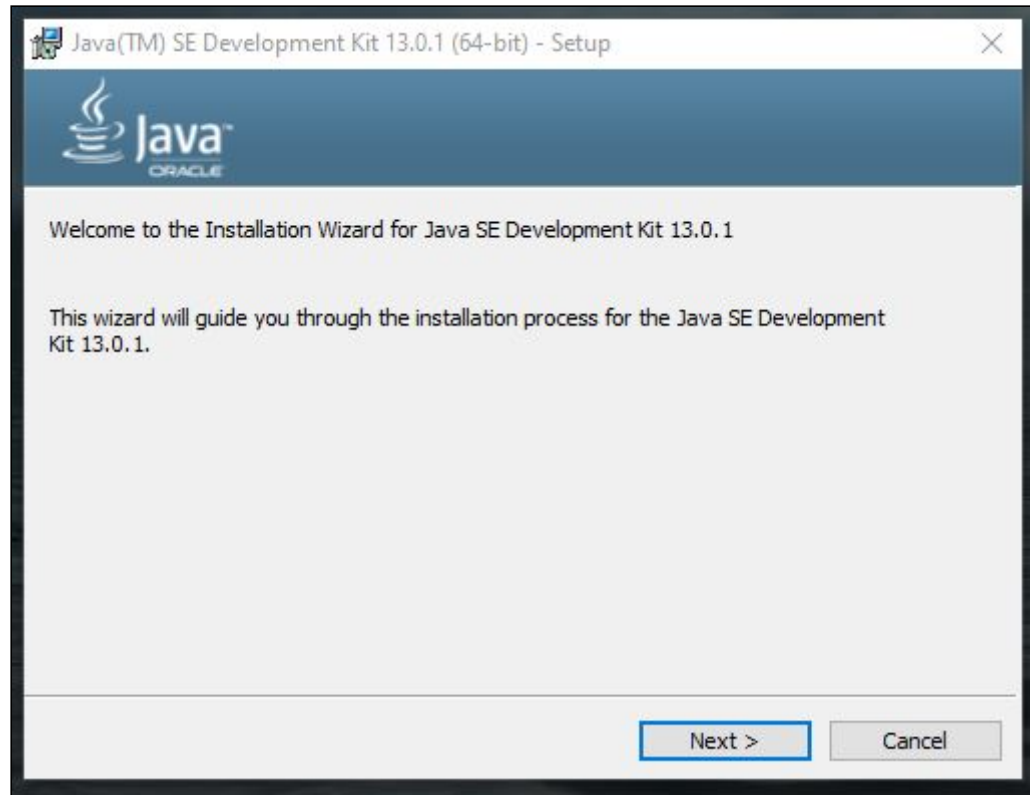 Java(TM) SE Development Kit 13.0.1 (64-bit) - Setup
Java™
ORACLE
Welcome to the Installation Wizard for Java SE Development Kit 13.0.1
This wizard will guide you through the installation process for the Java SE Development
Kit 13.0.1.
Next >
Cancel